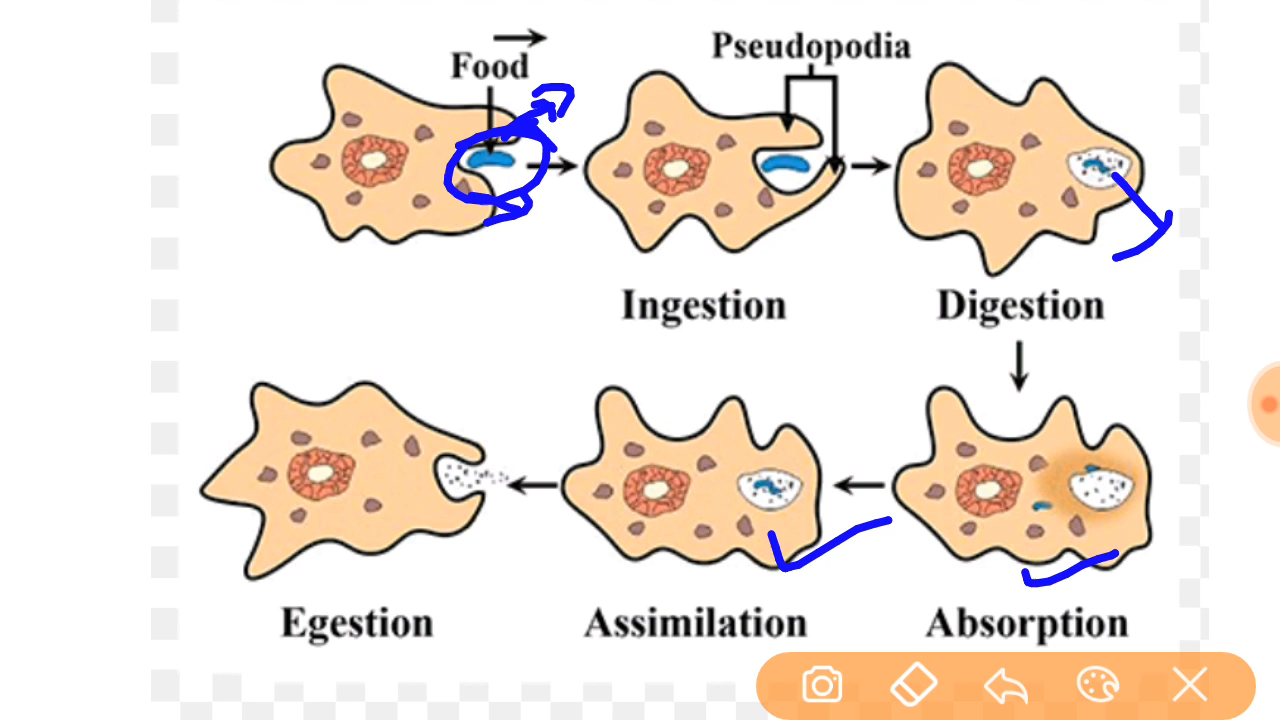 Food
Pseudopodia
Ingestion
Digestion
Egestion
Assimilation
Absorption